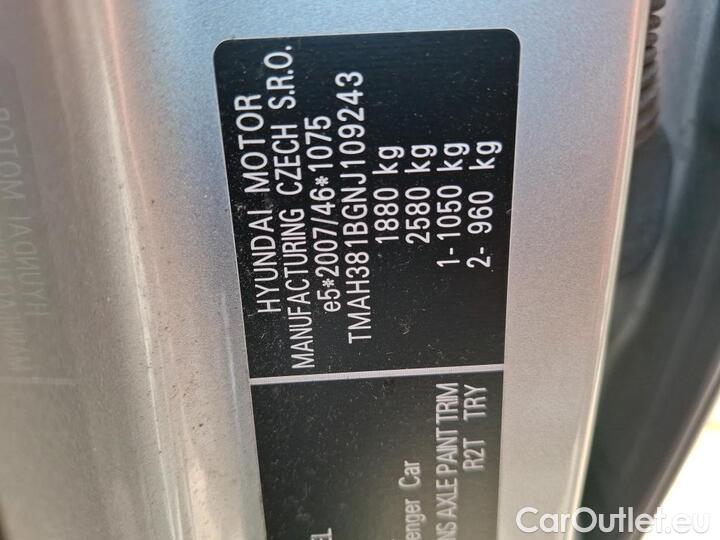 HYUNDAI MOTOR
MANUFACTURING CZECH S.R.O.
e5*2007/46*1075
TMAH381BGNJ109243
1880 kg
2580 kg
1- 1050 kg
2- 960 kg
enger Car
NS AXLE PAINT TRIM
R2T TRY
CarOutlet.eu